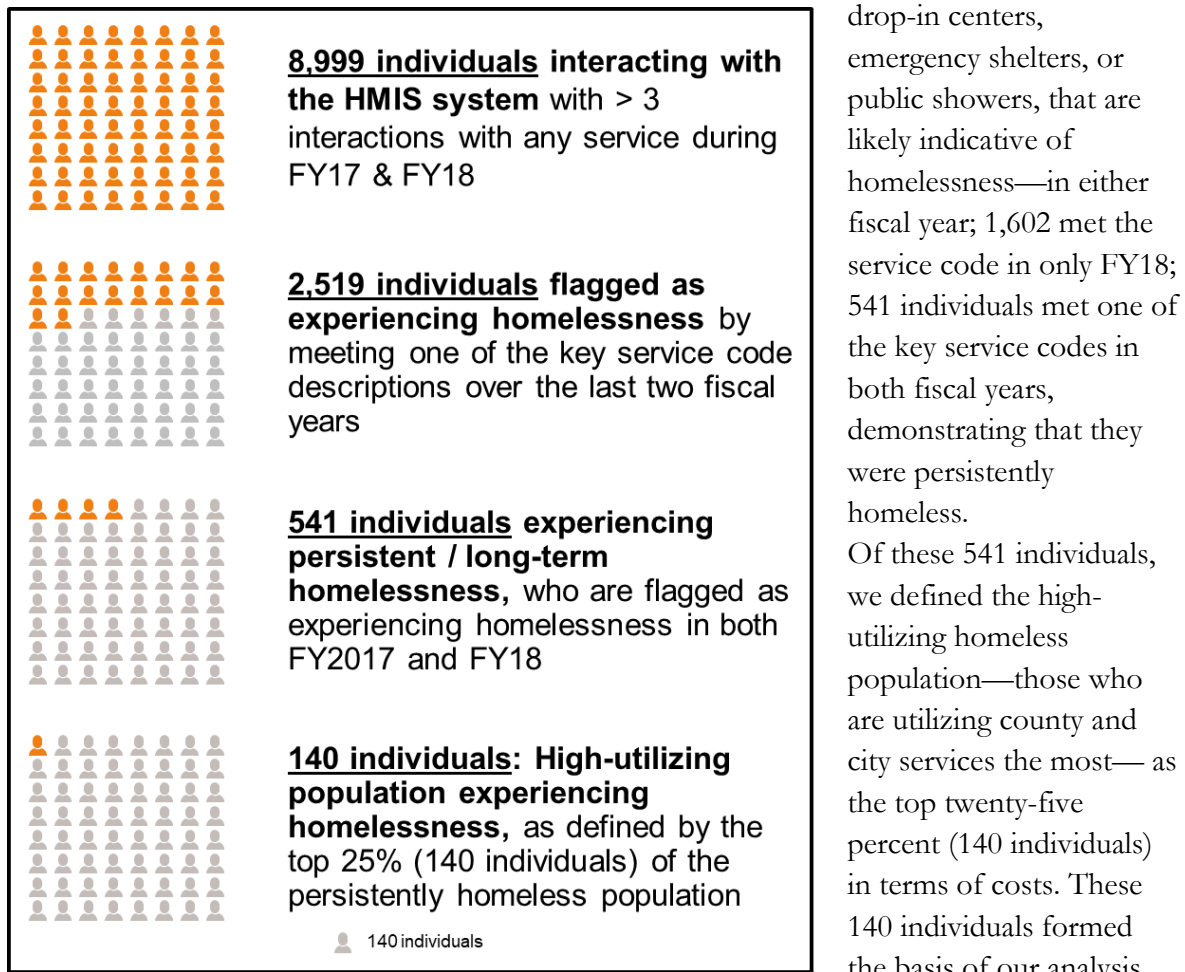 8,999 individuals interacting with
the HMIS system with > 3
interactions with any service during
FY17 & FY18
2,519 individuals flagged as
experiencing homelessness by
meeting one of the key service code
descriptions over the last two fiscal
years
541 individuals experiencing
persistent / long-term
homelessness, who are flagged as
experiencing homelessness in both
FY2017 and FY18
140 individuals: High-utilizing
population experiencing
homelessness, as defined by the
top 25% (140 individuals) of the
persistently homeless population
140 individuals
drop-in centers,
emergency shelters, or
public showers, that are
likely indicative of
homelessness—in either
fiscal year; 1,602 met the
service code in only FY18;
541 individuals met one of
the key service codes in
both fiscal years,
demonstrating that they
were persistently
homeless.
Of these 541 individuals,
we defined the high-
utilizing homeless
population—those who
are utilizing county and
city services the most— as
the top twenty-five
percent (140 individuals)
in terms of costs. These
140 individuals formed
the basis of our analysis